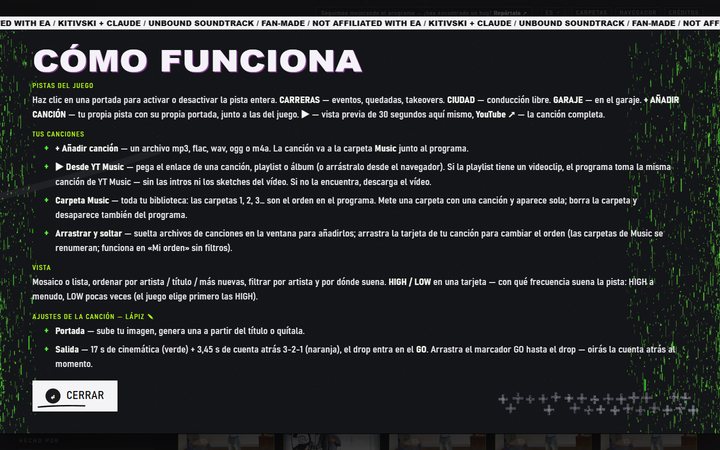 ED WITH EA / KITIVSKI + CLAUDE / UNBOUND SOUNDTRACK / FAN-MADE / NOT AFFILIATED WITH EA / KITIVSKI + CLAUDE / UNBOUND SOUNDTRACK / FAN-MADE / NOT AFF
CÓMO FUNCIONA
PISTAS DEL JUEGO
Haz clic en una portada para activar o desactivar la pista entera. CARRERAS — eventos, quedadas, takeovers. CIUDAD — conducción libre. GARAJE — en el garaje. + AÑADIR
CANCIÓN — tu propia pista con su propia portada, junto a las del juego. ▶ — vista previa de 30 segundos aquí mismo, YouTube ↗ — la canción completa.
TUS CANCIONES
+ Añadir canción — un archivo mp3, flac, wav, ogg o m4a. La canción va a la carpeta Music junto al programa.
▶ Desde YT Music — pega el enlace de una canción, playlist o álbum (o arrástralo desde el navegador). Si la playlist tiene un videoclip, el programa toma la misma
canción de YT Music — sin las intros ni los sketches del vídeo. Si no la encuentra, descarga el vídeo.
Carpeta Music — toda tu biblioteca: las carpetas 1, 2, 3… son el orden en el programa. Mete una carpeta con una canción y aparece sola; borra la carpeta y
desaparece también del programa.
Arrastrar y soltar — suelta archivos de canciones en la ventana para añadirlos; arrastra la tarjeta de tu canción para cambiar el orden (las carpetas de Music se
renumeran; funciona en «Mi orden» sin filtros).
VISTA
Mosaico o lista, ordenar por artista / título / más nuevas, filtrar por artista y por dónde suena. HIGH / LOW en una tarjeta — con qué frecuencia suena la pista: HIGH a
menudo, LOW pocas veces (el juego elige primero las HIGH).
AJUSTES DE LA CANCIÓN — LÁPIZ ✎
Portada — sube tu imagen, genera una a partir del título o quítala.
Salida — 17 s de cinemática (verde) + 3,45 s de cuenta atrás 3-2-1 (naranja), el drop entra en el GO. Arrastra el marcador GO hasta el drop — oirás la cuenta atrás al
momento.
CERRAR
HECHO POR